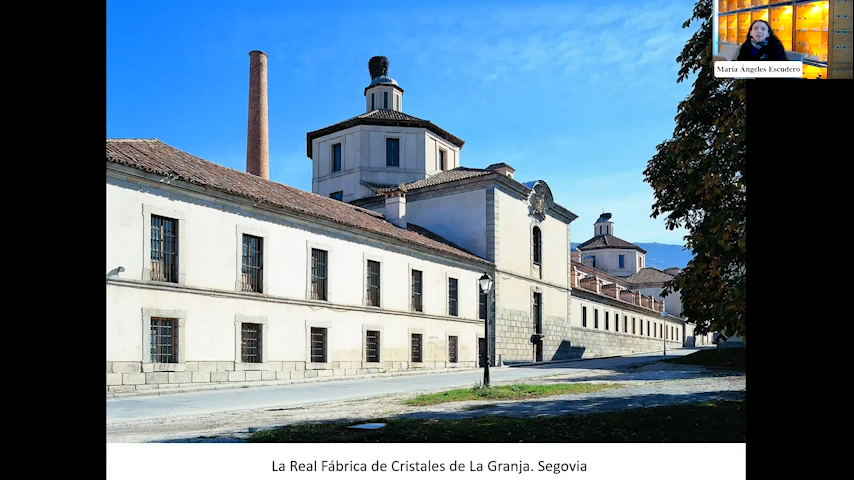 María Ángeles Escudero
La Real Fábrica de Cristales de La Granja. Segovia